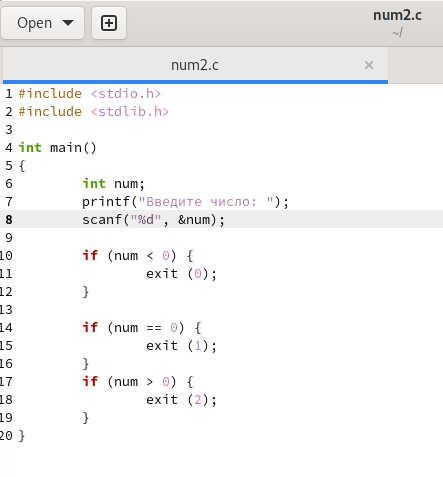 Open
num2.c
~/
num2.c ×
1 #include <stdio.h>
2 #include <stdlib.h>
3
4 int main()
5 {
6         int num;
7         printf("Введите число: ");
8         scanf("%d", &num);
9
10         if (num < 0) {
11                 exit (0);
12         }
13
14         if (num == 0) {
15                 exit (1);
16         }
17         if (num > 0) {
18                 exit (2);
19         }
20 }